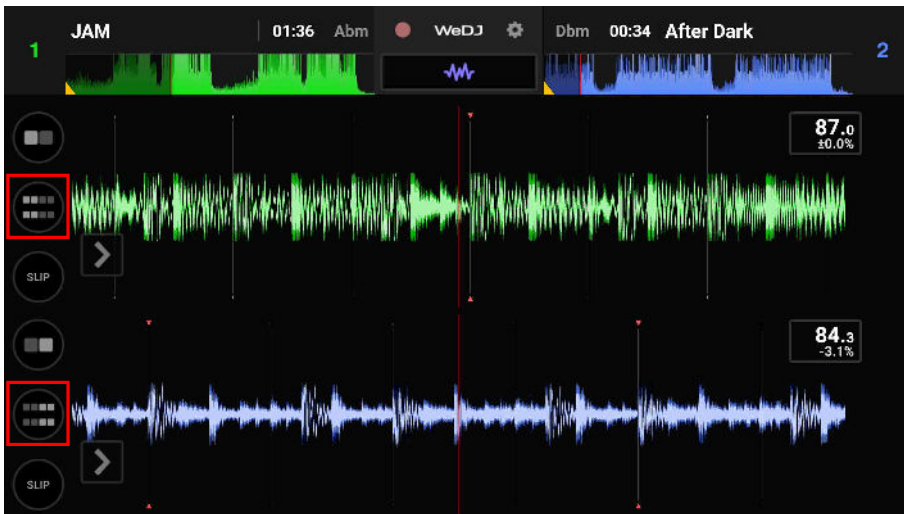 1 JAM 01:36 Abm WeDJ Dbm 00:34 After Dark 2
87.0
±0.0%
SLIP
84.3
-3.1%
SLIP